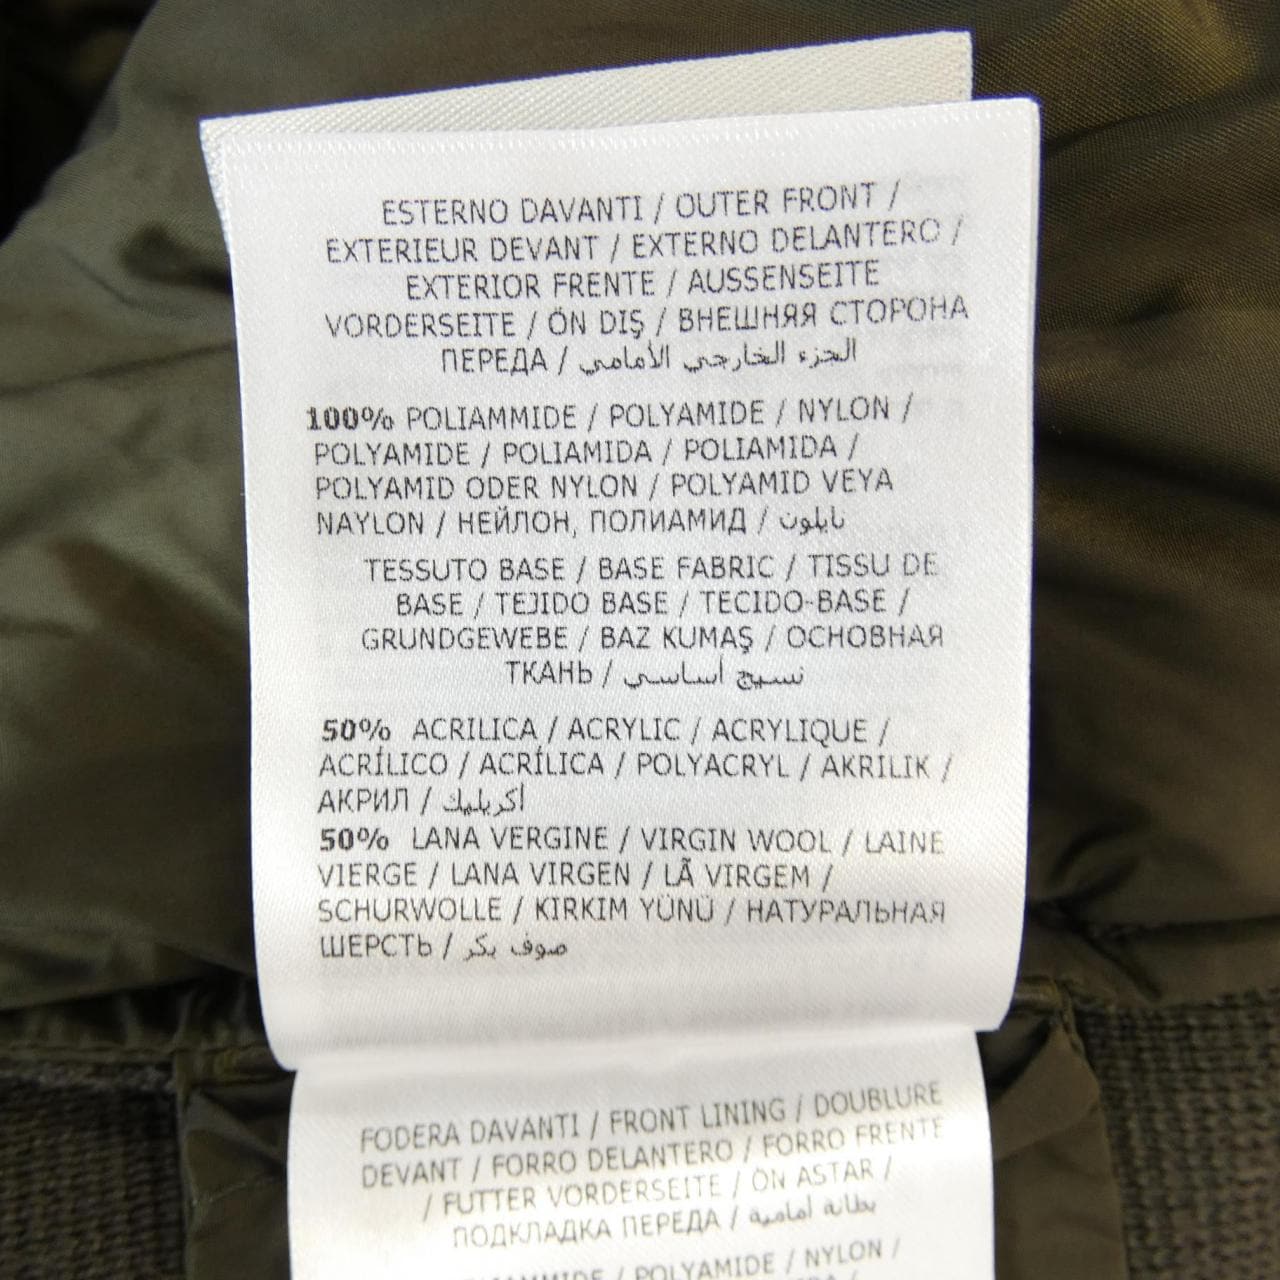 ESTERNO DAVANTI / OUTER FRONT /
EXTERIEUR DEVANT / EXTERNO DELANTERO /
EXTERIOR FRENTE / AUSSENSEITE
VORDERSEITE / ÖN DIŞ / ВНЕШНЯЯ СТОРОНА
ПЕРЕДА / الجزء الخارجي الأمامي
100% POLIAMMIDE / POLYAMIDE / NYLON /
POLYAMIDE / POLIAMIDA / POLIAMIDA /
POLYAMID ODER NYLON / POLYAMID VEYA
NAYLON / НЕЙЛОН, ПОЛИАМИД / نايلون
TESSUTO BASE / BASE FABRIC / TISSU DE
BASE / TEJIDO BASE / TECIDO-BASE /
GRUNDGEWEBE / BAZ KUMAŞ / ОСНОВНАЯ
ТКАНЬ / نسيج أساسي
50% ACRILICA / ACRYLIC / ACRYLIQUE /
ACRÍLICO / ACRÍLICA / POLYACRYL / AKRILIK /
АКРИЛ / أكريليك
50% LANA VERGINE / VIRGIN WOOL / LAINE
VIERGE / LANA VIRGEN / LÃ VIRGEM /
SCHURWOLLE / KIRKIM YÜNÜ / НАТУРАЛЬНАЯ
ШЕРСТЬ / صوف بكر
FODERA DAVANTI / FRONT LINING / DOUBLURE
DEVANT / FORRO DELANTERO / FORRO FRENTE
/ FUTTER VORDERSEITE / ÖN ASTAR /
ПОДКЛАДКА ПЕРЕДА / بطانة أمامية
POLYAMIDE / NYLON /